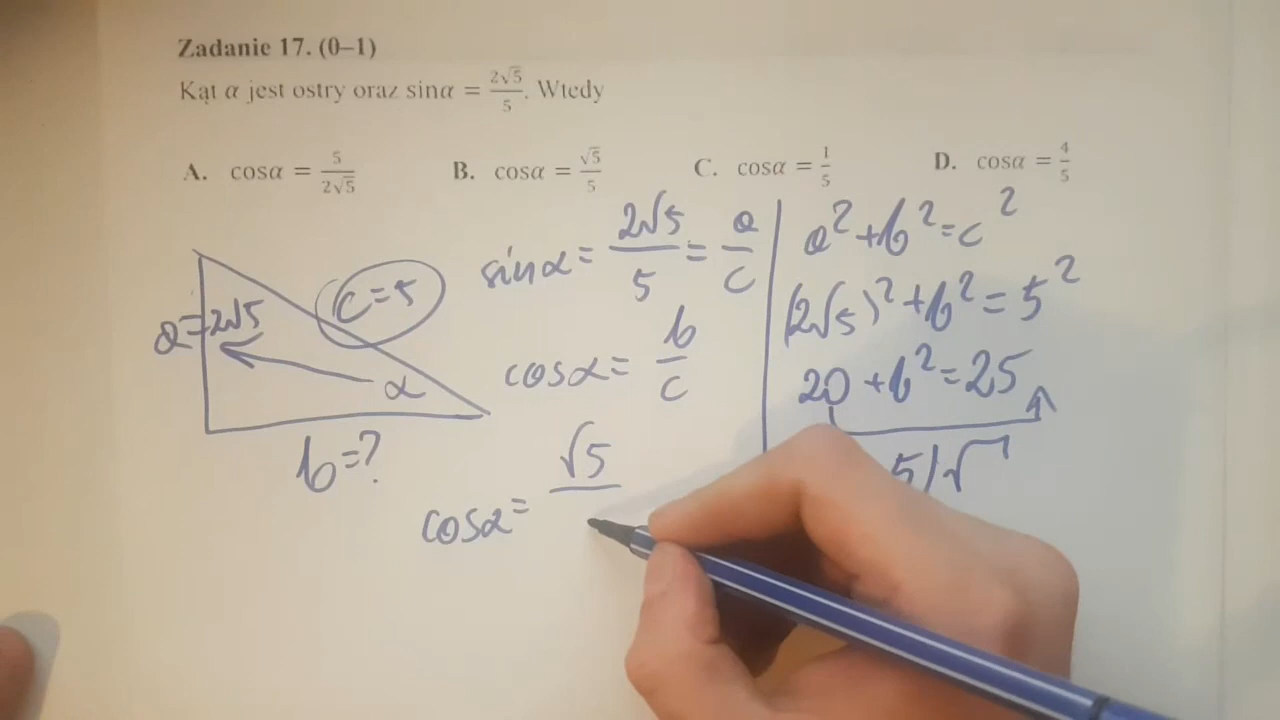 Zadanie 17. (0–1)
Kąt α jest ostry oraz sinα = 2√5/5. Wtedy
A. cosα = 5/2√5
B. cosα = √5/5
C. cosα = 1/5
D. cosα = 4/5
a=2√5
c=5
α
b=?
sinα = 2√5/5 = a/c
cosα = b/c
cosα = √5
a²+b²=c²
(2√5)²+b²=5²
20+b²=25
5/√